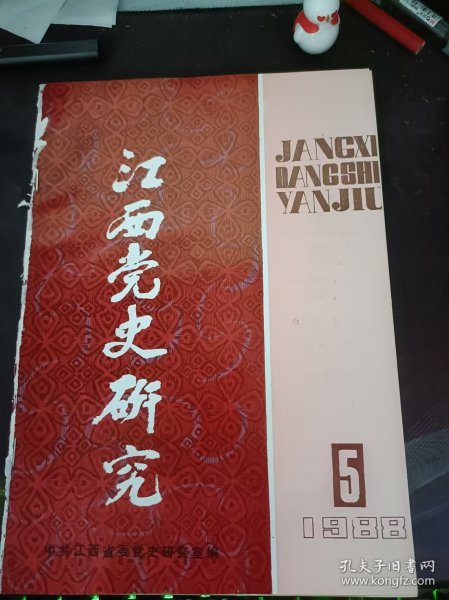 江西党史研究
JANGXI
DANGSHI
YANJIU
5
1988
中共江西省委党史研究室编
孔夫子旧书网
www.kongfz.com